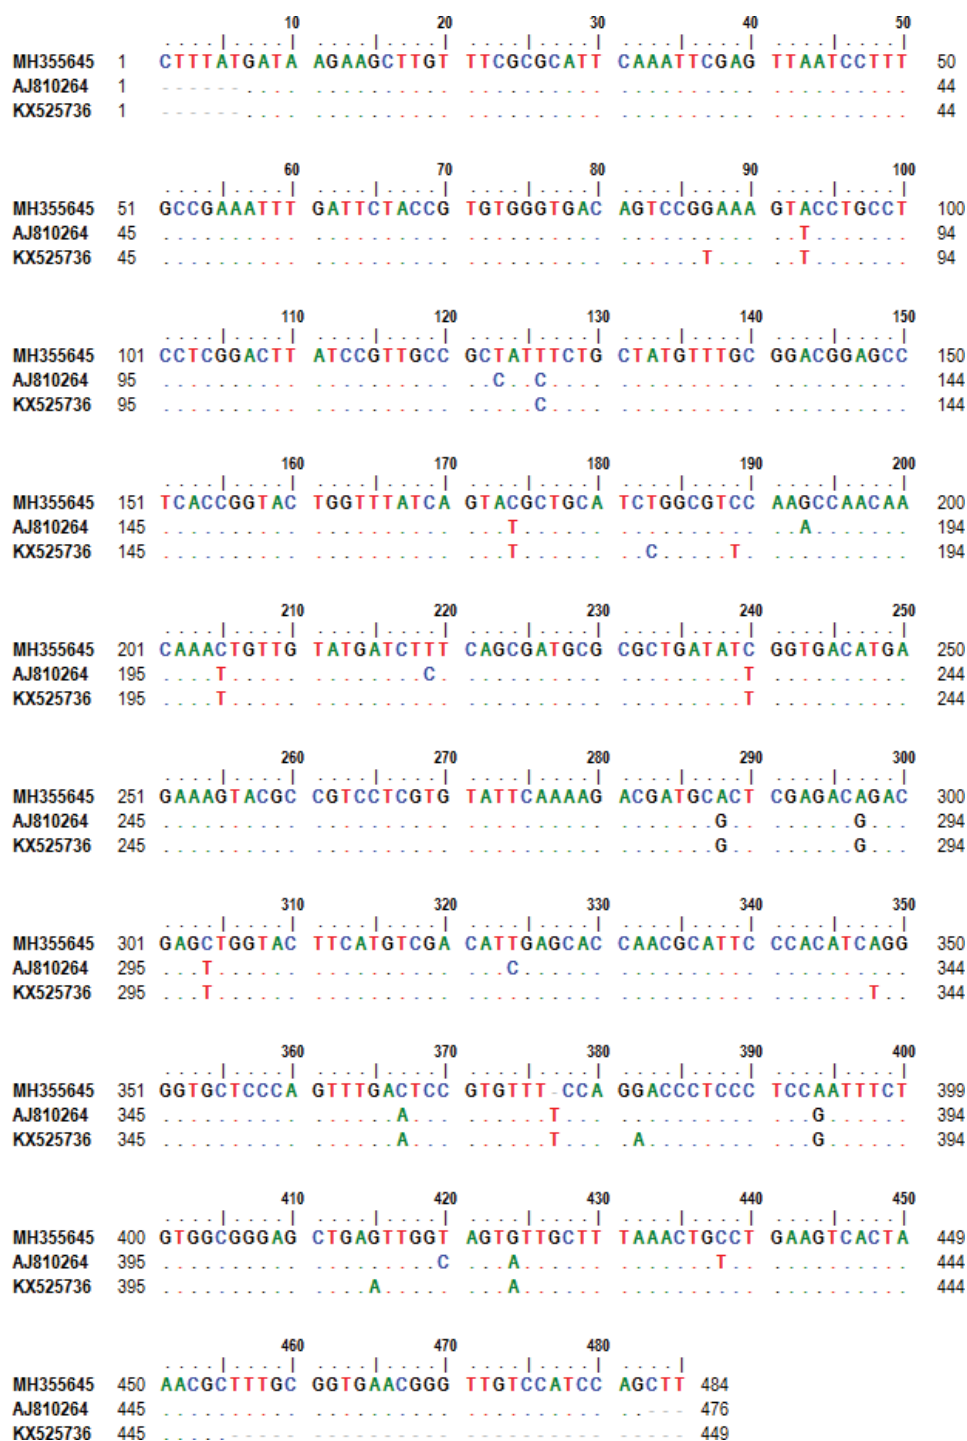 10 20 30 40 50
....|....| ....|....| ....|....| ....|....| ....|....|
MH355645 1 CTTTATGATA AGAAGCTTGT TTCGCGCATT CAAATTCGAG TTAATCCTTT 50
AJ810264 1 ------.... .......... .......... .......... .......... 44
KX525736 1 ------.... .......... .......... .......... .......... 44
60 70 80 90 100
....|....| ....|....| ....|....| ....|....| ....|....|
MH355645 51 GCCGAAATTT GATTCTACCG TGTGGGTGAC AGTCCGGAAA GTACCTGCCT 100
AJ810264 45 .......... .......... .......... .......... ..T....... 94
KX525736 45 .......... .......... .......... ......T... ..T....... 94
110 120 130 140 150
....|....| ....|....| ....|....| ....|....| ....|....|
MH355645 101 CCTCGGACTT ATCCGTTGCC GCTATTTCTG CTATGTTTGC GGACGGAGCC 150
AJ810264 95 .......... .......... ..C..C.... .......... .......... 144
KX525736 95 .......... .......... .....C.... .......... .......... 144
160 170 180 190 200
....|....| ....|....| ....|....| ....|....| ....|....|
MH355645 151 TCACCGGTAC TGGTTTATCA GTACGCTGCA TCTGGCGTCC AAGCCAACAA 200
AJ810264 145 .......... .......... ...T...... .......... ..A....... 194
KX525736 145 .......... .......... ...T...... ..C.....T. .......... 194
210 220 230 240 250
....|....| ....|....| ....|....| ....|....| ....|....|
MH355645 201 CAAACTGTTG TATGATCTTT CAGCGATGCG CGCTGATATC GGTGACATGA 250
AJ810264 195 ....T..... ........C. .......... .........T .......... 244
KX525736 195 ....T..... .......... .......... .........T .......... 244
260 270 280 290 300
....|....| ....|....| ....|....| ....|....| ....|....|
MH355645 251 GAAAGTACGC CGTCCTCGTG TATTCAAAAG ACGATGCACT CGAGACAGAC 300
AJ810264 245 .......... .......... .......... .......G.. ......G... 294
KX525736 245 .......... .......... .......... .......G.. ......G... 294
310 320 330 340 350
....|....| ....|....| ....|....| ....|....| ....|....|
MH355645 301 GAGCTGGTAC TTCATGTCGA CATTGAGCAC CAACGCATTC CCACATCAGG 350
AJ810264 295 ...T...... .......... ...C...... .......... .......... 344
KX525736 295 ...T...... .......... .......... .......... .......T.. 344
360 370 380 390 400
....|....| ....|....| ....|....| ....|....| ....|....|
MH355645 351 GGTGCTCCCA GTTTGACTCC GTGTTT-CCA GGACCCTCCC TCCAATTTCT 399
AJ810264 345 .......... ......A... ......T... .......... ...G...... 394
KX525736 345 .......... ......A... ......T... .A........ ...G...... 394
410 420 430 440 450
....|....| ....|....| ....|....| ....|....| ....|....|
MH355645 400 GTGGCGGGAG CTGAGTTGGT AGTGTTGCTT TAAACTGCCT GAAGTCACTA 449
AJ810264 395 .......... .........C ...A...... .......T.. .......... 444
KX525736 395 .......... ....A..... ...A...... .......... .......... 444
460 470 480
....|....| ....|....| ....|....| ....|
MH355645 450 AACGCTTTGC GGTGAACGGG TTGTCCATCC AGCTT 484
AJ810264 445 .......... .......... .......... ..--- 476
KX525736 445 .....----- ---------- ---------- ----- 449